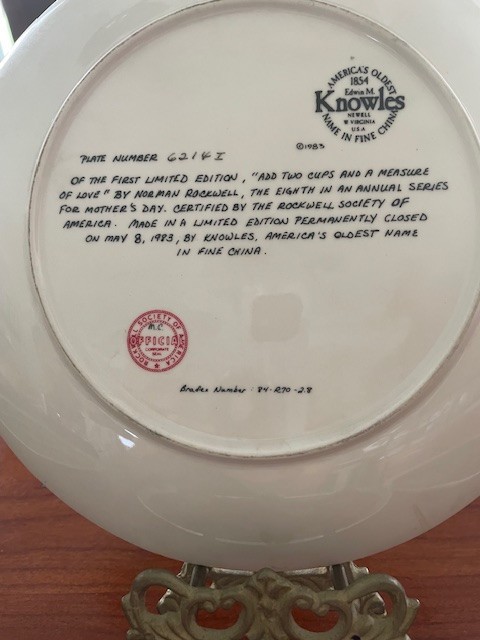 AMERICA'S OLDEST
1854
Edwin M.
Knowles
NEWELL
W VIRGINIA
U.S.A
NAME IN FINE CHINA
©1983
PLATE NUMBER 6214 I
OF THE FIRST LIMITED EDITION, "ADD TWO CUPS AND A MEASURE
OF LOVE" BY NORMAN ROCKWELL, THE EIGHTH IN AN ANNUAL SERIES
FOR MOTHER'S DAY. CERTIFIED BY THE ROCKWELL SOCIETY OF
AMERICA. MADE IN A LIMITED EDITION PERMANENTLY CLOSED
ON MAY 8, 1983, BY KNOWLES, AMERICA'S OLDEST NAME
IN FINE CHINA.
ROCKWELL SOCIETY OF AMERICA
OFFICIAL
SEAL
Bradex Number: 84-R70-2.8